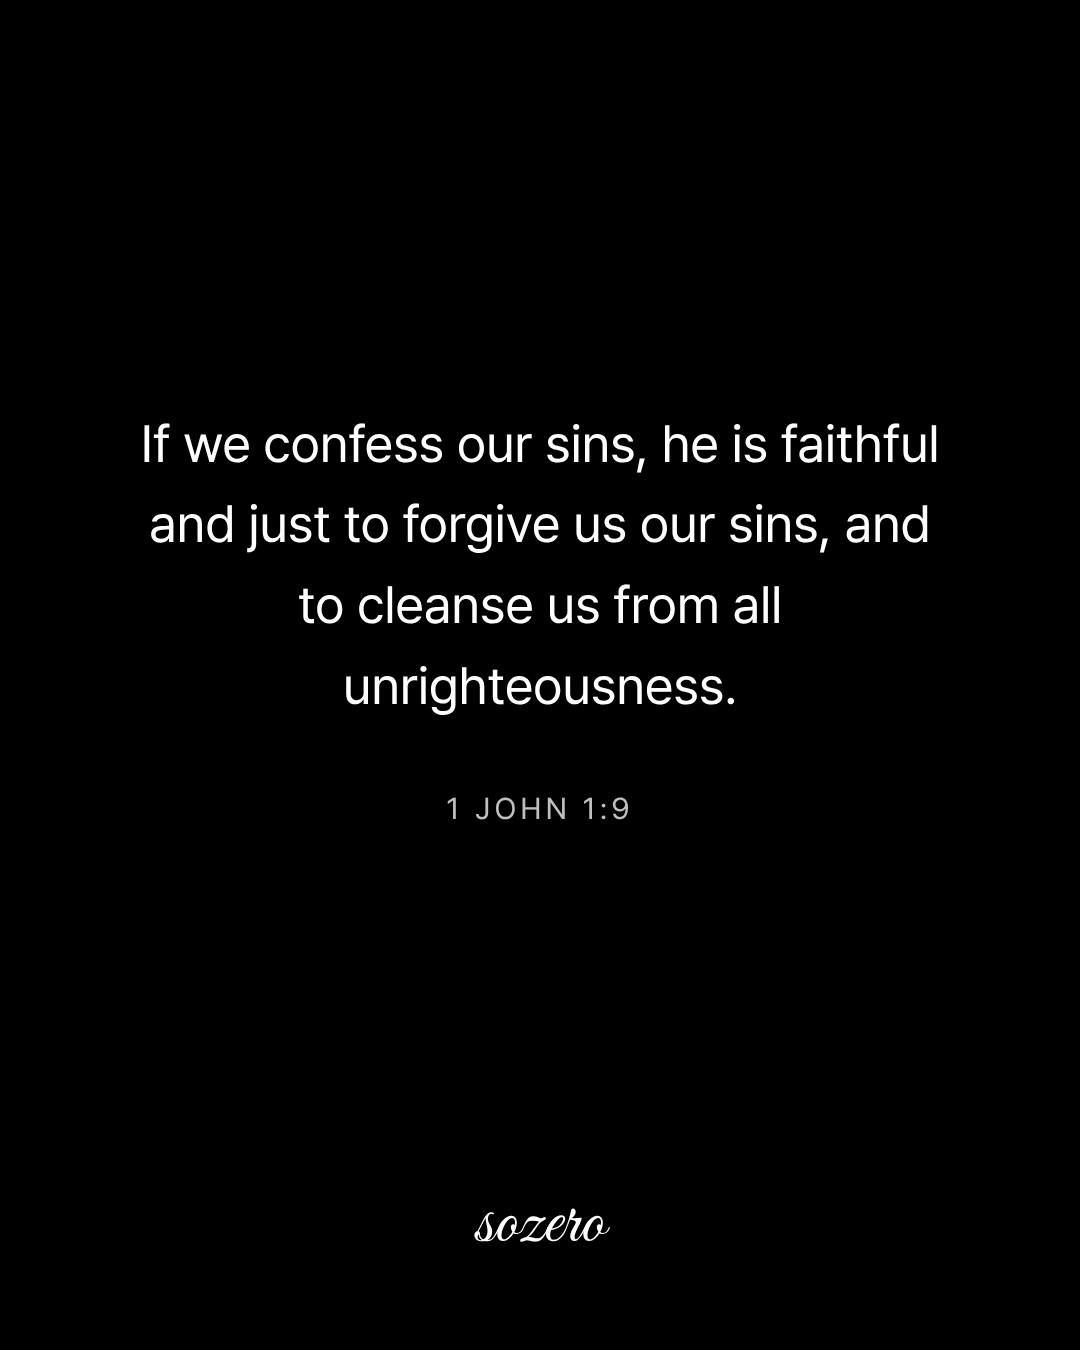 If we confess our sins, he is faithful
and just to forgive us our sins, and
to cleanse us from all
unrighteousness.
1 JOHN 1:9
sozero